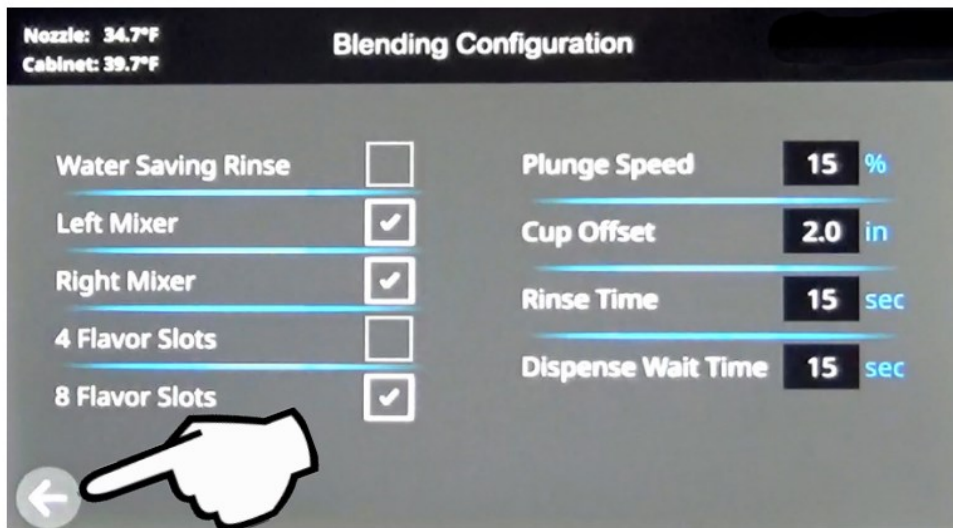 Nozzle: 34.7°F
Cabinet: 39.7°F
Blending Configuration
Water Saving Rinse
Left Mixer
Right Mixer
4 Flavor Slots
8 Flavor Slots
Plunge Speed 15 %
Cup Offset 2.0 in
Rinse Time 15 sec
Dispense Wait Time 15 sec